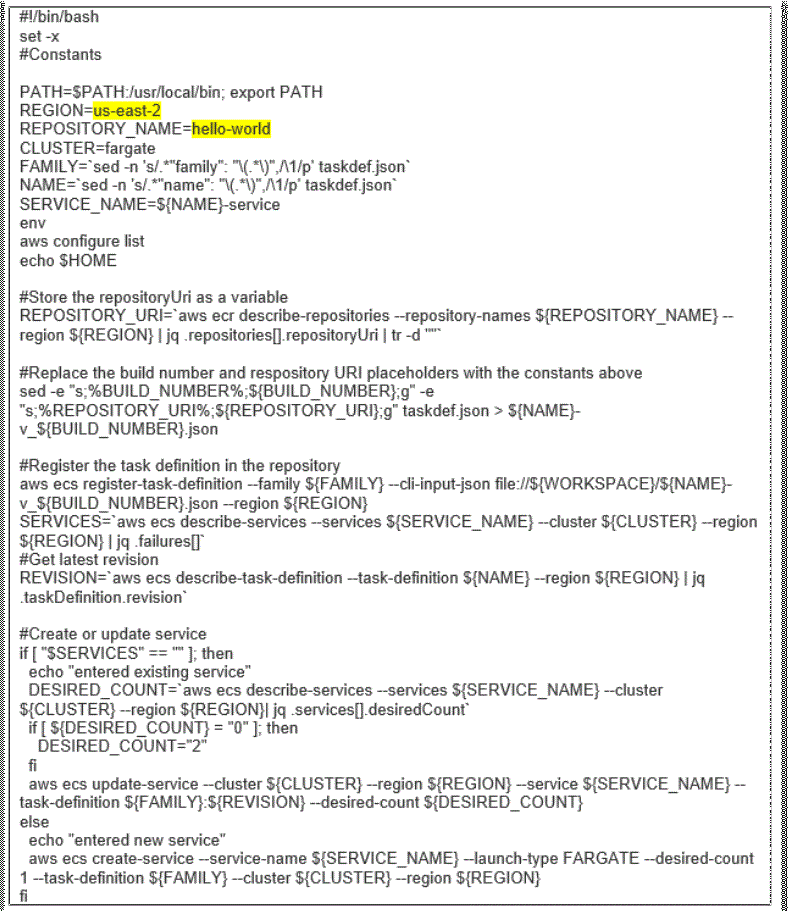 #!/bin/bash
set -x
#Constants
PATH=$PATH:/usr/local/bin; export PATH
REGION=us-east-2
REPOSITORY_NAME=hello-world
CLUSTER=fargate
FAMILY=`sed -n 's/.*"family": "\(.*\)",/\1/p' taskdef.json`
NAME=`sed -n 's/.*"name": "\(.*\)",/\1/p' taskdef.json`
SERVICE_NAME=${NAME}-service
env
aws configure list
echo $HOME
#Store the repositoryUri as a variable
REPOSITORY_URI=`aws ecr describe-repositories --repository-names ${REPOSITORY_NAME} --
region ${REGION} | jq .repositories[].repositoryUri | tr -d '"'`
#Replace the build number and respository URI placeholders with the constants above
sed -e "s;%BUILD_NUMBER%;${BUILD_NUMBER};g" -e
"s;%REPOSITORY_URI%;${REPOSITORY_URI};g" taskdef.json > ${NAME}-
v_${BUILD_NUMBER}.json
#Register the task definition in the repository
aws ecs register-task-definition --family ${FAMILY} --cli-input-json file://${WORKSPACE}/${NAME}-
v_${BUILD_NUMBER}.json --region ${REGION}
SERVICES=`aws ecs describe-services --services ${SERVICE_NAME} --cluster ${CLUSTER} --region
${REGION} | jq .failures[]`
#Get latest revision
REVISION=`aws ecs describe-task-definition --task-definition ${NAME} --region ${REGION} | jq
.taskDefinition.revision`
#Create or update service
if [ "$SERVICES" == "" ]; then
echo "entered existing service"
DESIRED_COUNT=`aws ecs describe-services --services ${SERVICE_NAME} --cluster
${CLUSTER} --region ${REGION}| jq .services[].desiredCount`
if [ ${DESIRED_COUNT} = "0" ]; then
DESIRED_COUNT="2"
fi
aws ecs update-service --cluster ${CLUSTER} --region ${REGION} --service ${SERVICE_NAME} --
task-definition ${FAMILY}:${REVISION} --desired-count ${DESIRED_COUNT}
else
echo "entered new service"
aws ecs create-service --service-name ${SERVICE_NAME} --launch-type FARGATE --desired-count
1 --task-definition ${FAMILY} --cluster ${CLUSTER} --region ${REGION}
fi